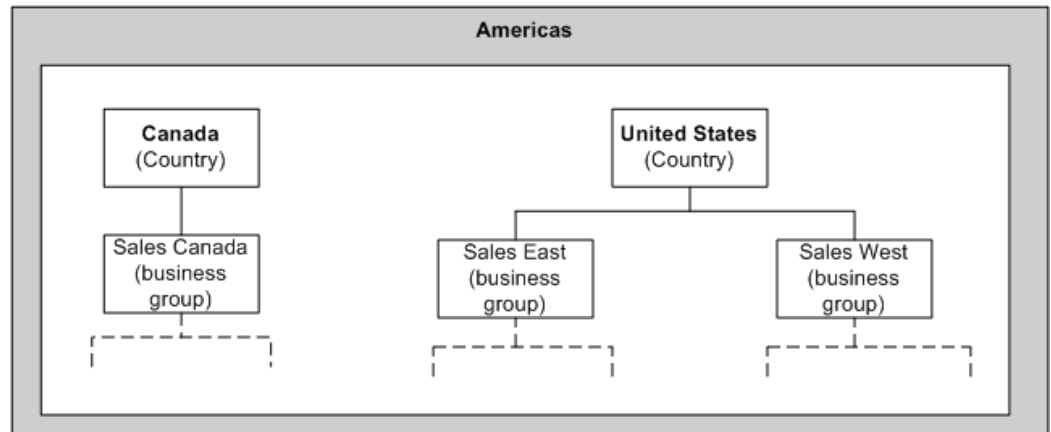 Americas
Canada
(Country)
United States
(Country)
Sales Canada
(business
group)
Sales East
(business
group)
Sales West
(business
group)